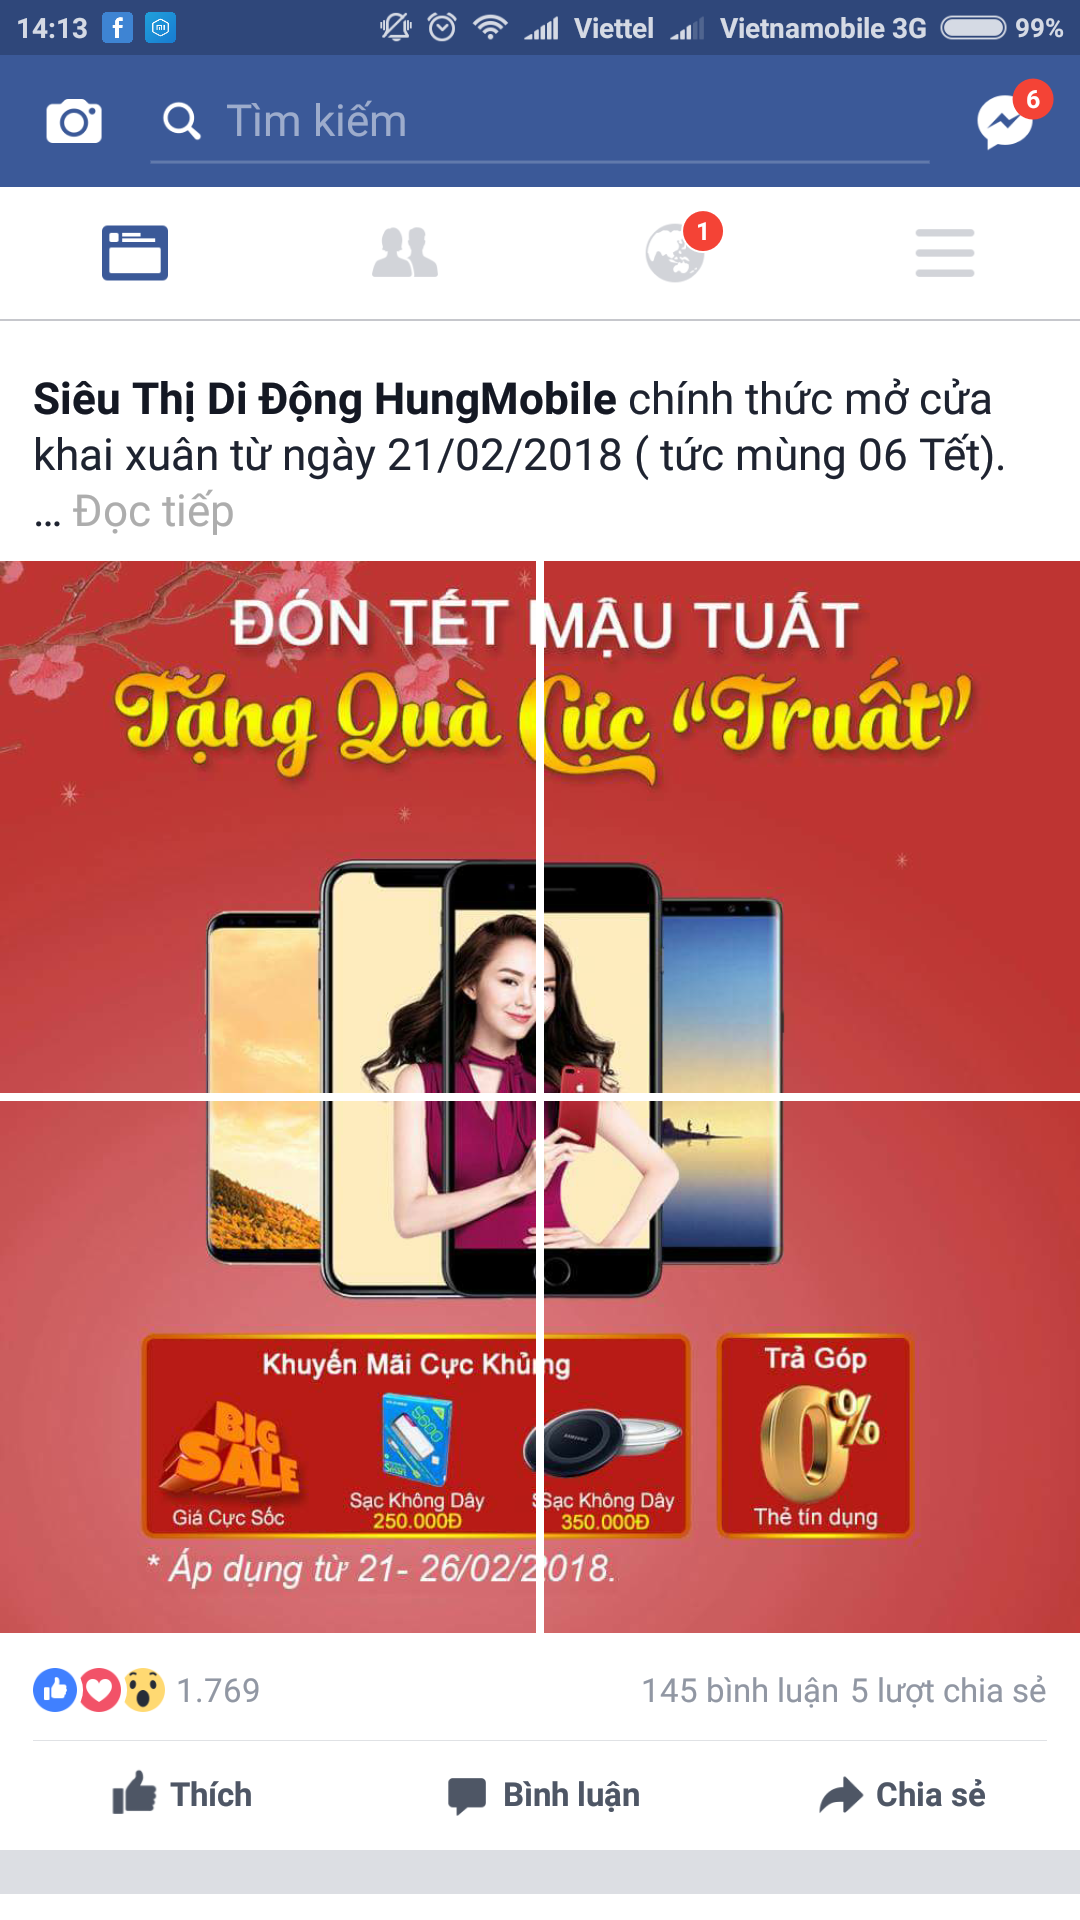 14:13 Viettel Vietnamobile 3G 99%
Tìm kiếm
6
1
Siêu Thị Di Động HungMobile chính thức mở cửa
khai xuân từ ngày 21/02/2018 ( tức mùng 06 Tết).
... Đọc tiếp
ĐÓN TẾT MẬU TUẤT
Tặng Quà Cực “Truất”
Khuyến Mãi Cực Khủng
BIG
SALE
Giá Cực Sốc
5600
Sạc Không Dây
250.000Đ
SAMSUNG
Sạc Không Dây
350.000Đ
Trả Góp
0%
Thẻ tín dụng
* Áp dụng từ 21- 26/02/2018.
1.769
145 bình luận 5 lượt chia sẻ
Thích
Bình luận
Chia sẻ